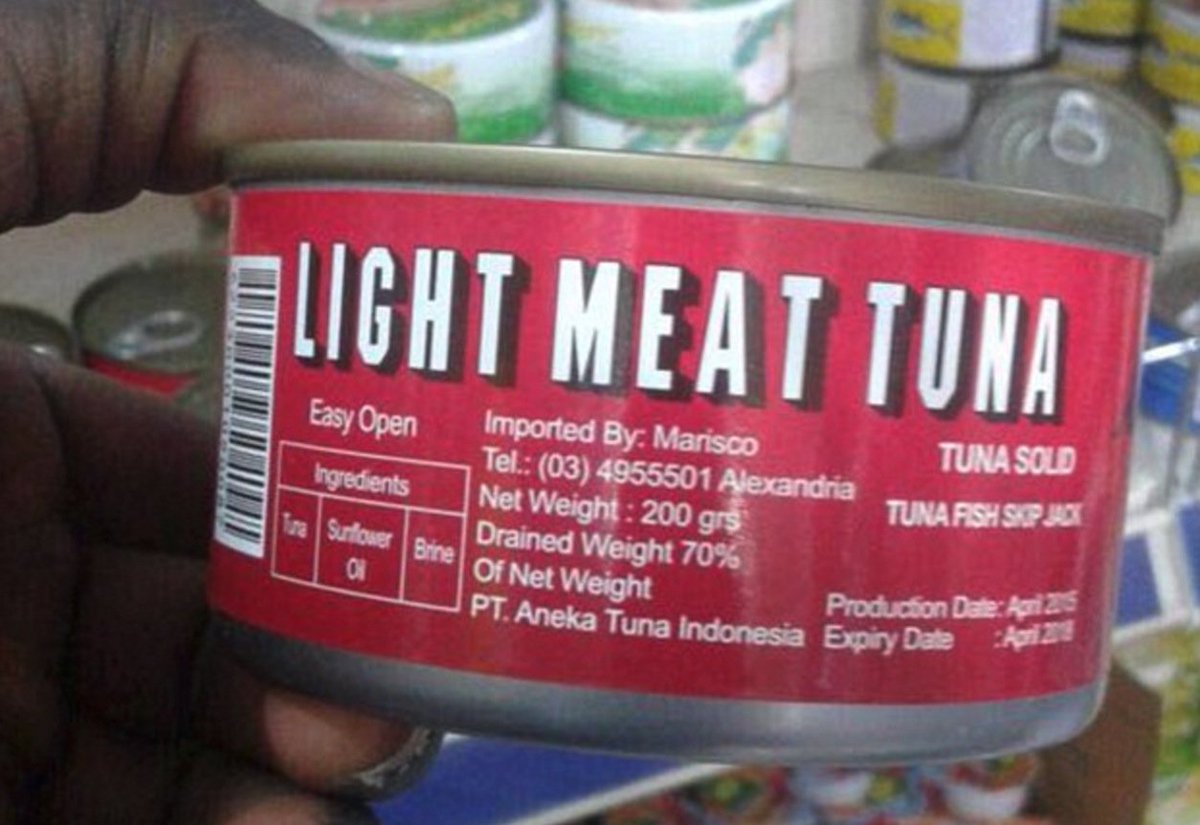 LIGHT MEAT TUNA
Easy Open
Ingredients
Tuna
Sunflower
Oil
Brine
Imported By: Marisco
Tel.: (03) 4955501 Alexandria
Net Weight : 200 grs
Drained Weight 70%
Of Net Weight
PT. Aneka Tuna Indonesia
TUNA SOLID
TUNA FISH SKIP JACK
Production Date: April 2015
Expiry Date : April 2018